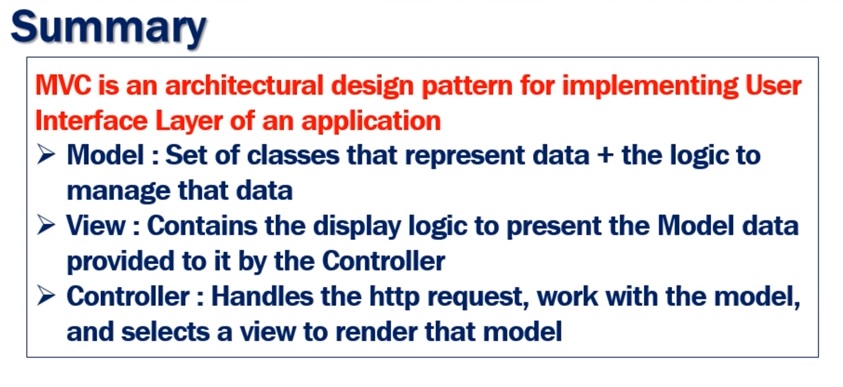 Summary
MVC is an architectural design pattern for implementing User
Interface Layer of an application
➢ Model : Set of classes that represent data + the logic to
manage that data
➢ View : Contains the display logic to present the Model data
provided to it by the Controller
➢ Controller : Handles the http request, work with the model,
and selects a view to render that model